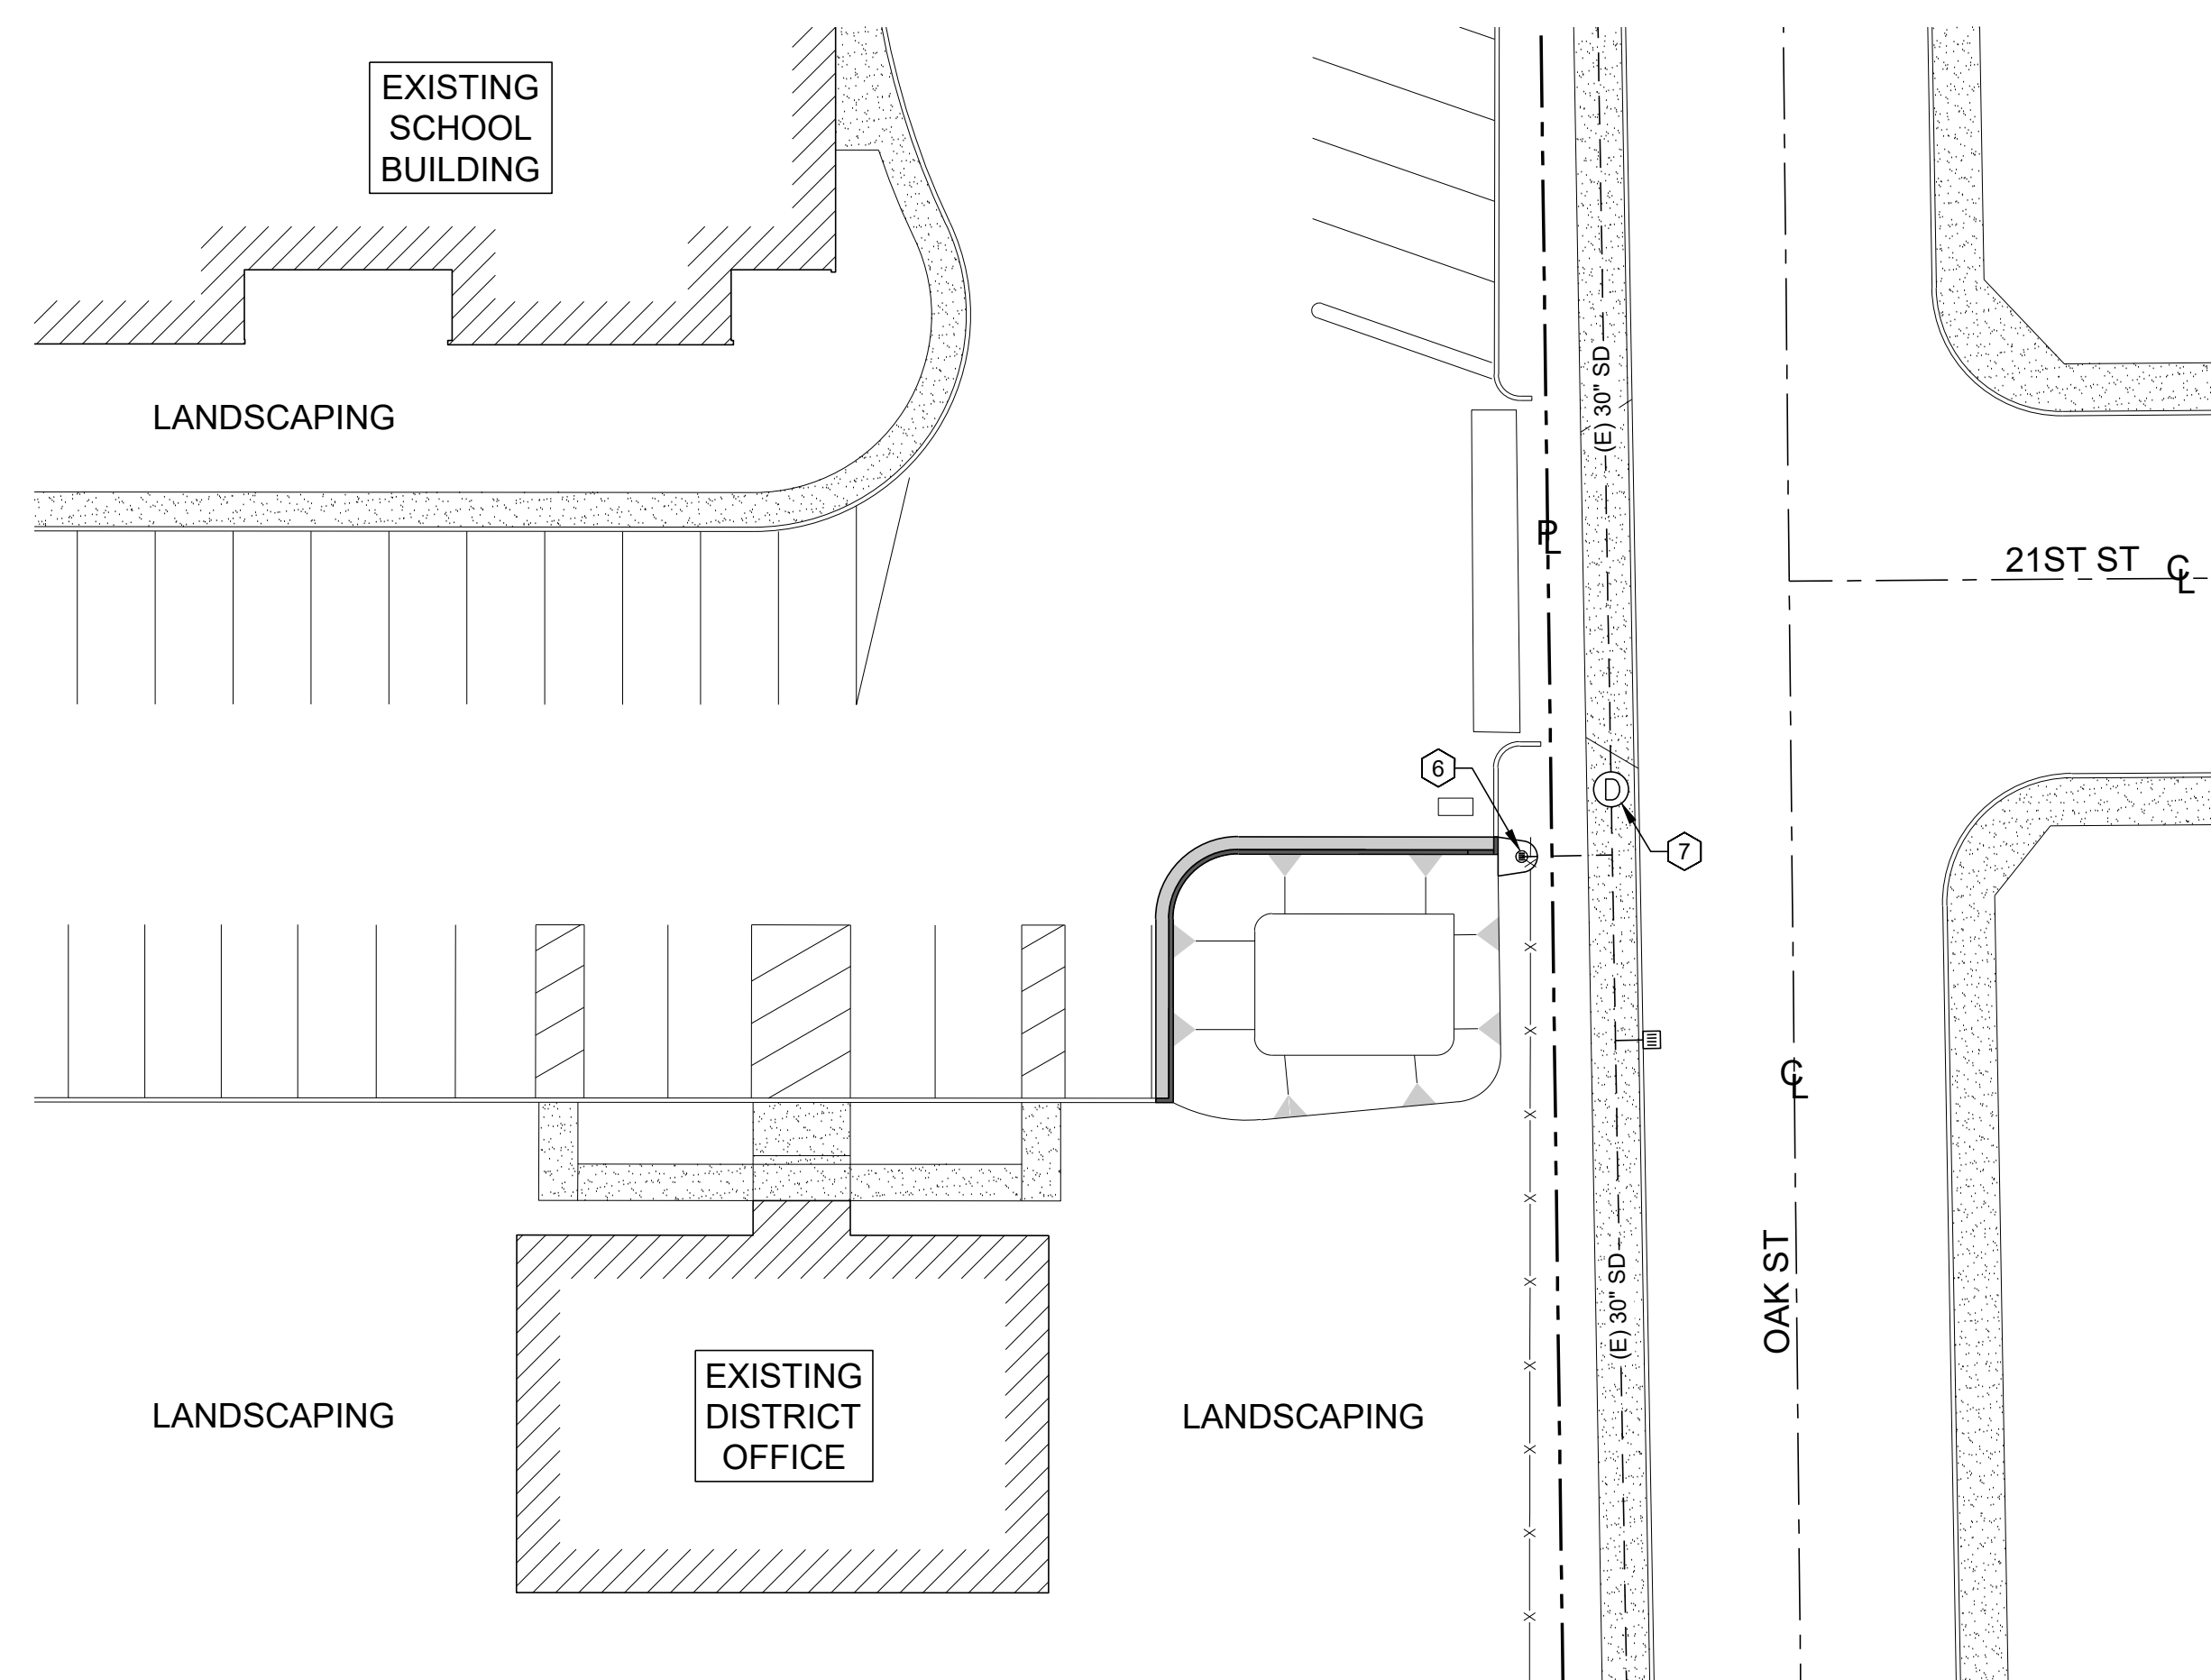 EXISTING
SCHOOL
BUILDING
LANDSCAPING
(E) 30" SD
PL
21ST ST
CL
6
D
7
CL
OAK ST
(E) 30" SD
LANDSCAPING
EXISTING
DISTRICT
OFFICE
LANDSCAPING